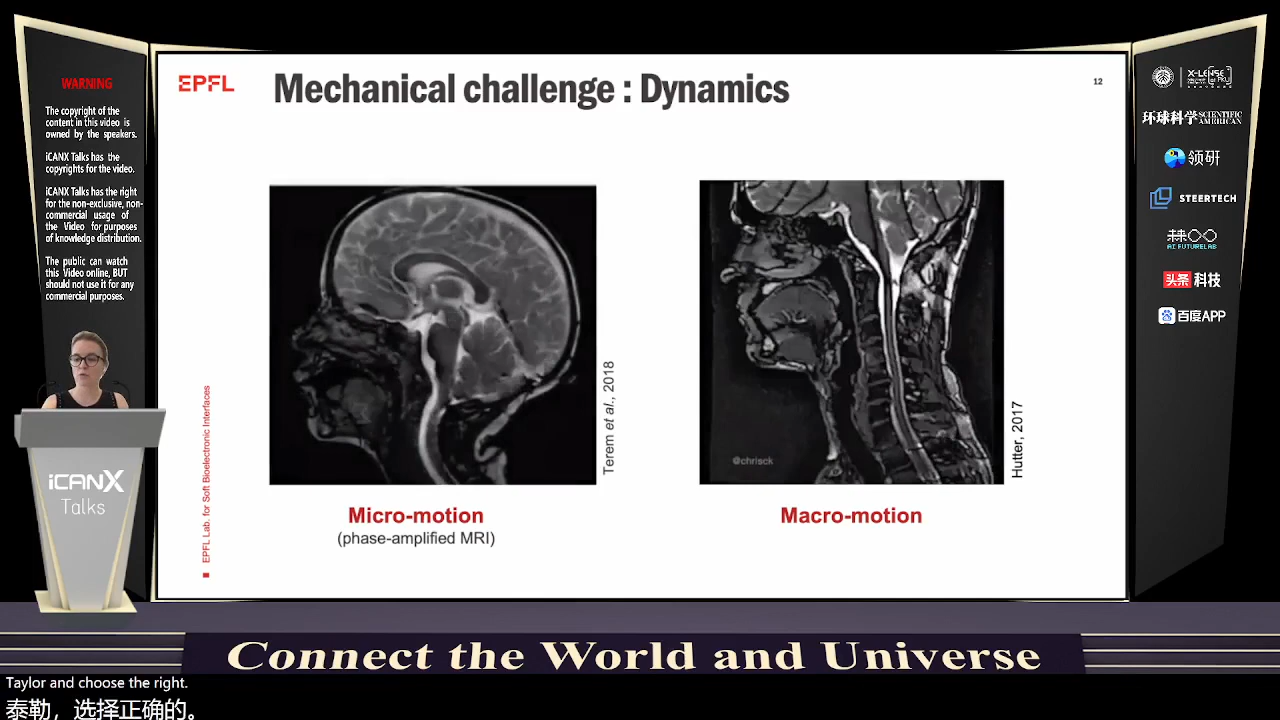 WARNING
The copyright of the
content in this video is
owned by the speakers.
iCANX Talks has the
copyrights for the video.
iCANX Talks has the right
for the non-exclusive, non-
commercial usage of
the Video for purposes
of knowledge distribution.
The public can watch
this Video online, BUT
should not use it for any
commercial purposes.
iCANX
Talks
EPFL
Mechanical challenge : Dynamics
12
EPFL Lab. for Soft Bioelectronic Interfaces
Terem et al., 2018
@chrisck
Hutter, 2017
Micro-motion
(phase-amplified MRI)
Macro-motion
环球科学 SCIENTIFIC AMERICAN
领研
STEERTECH
AI FUTURELAB
头条 科技
百度APP
Connect the World and Universe
Taylor and choose the right.
泰勒，选择正确的。